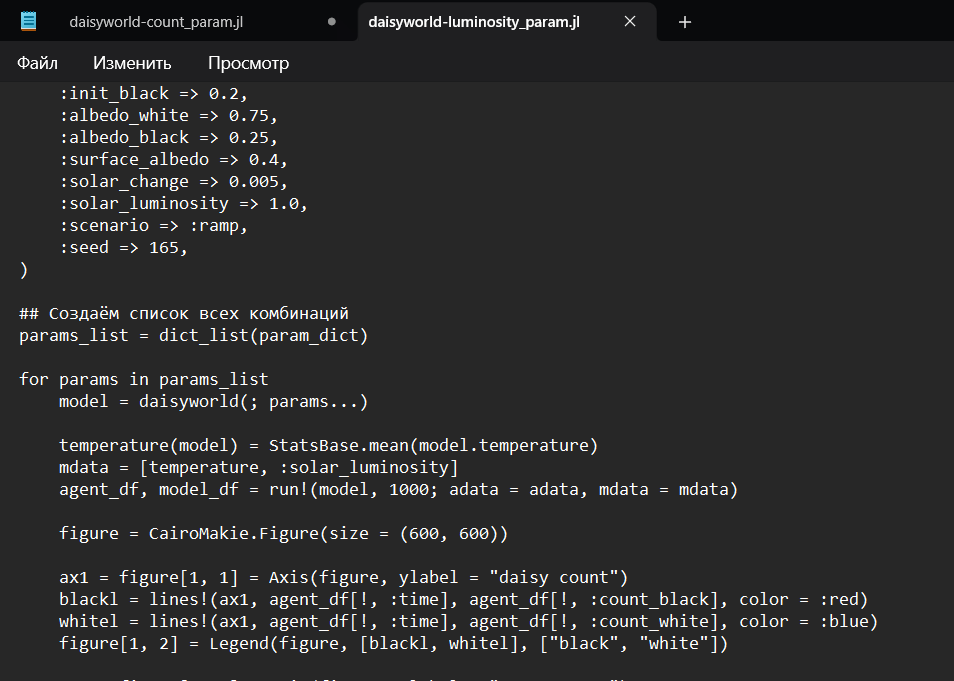 daisyworld-count_param.jl
daisyworld-luminosity_param.jl
Файл Изменить Просмотр
    :init_black => 0.2,
    :albedo_white => 0.75,
    :albedo_black => 0.25,
    :surface_albedo => 0.4,
    :solar_change => 0.005,
    :solar_luminosity => 1.0,
    :scenario => :ramp,
    :seed => 165,
)
## Создаём список всех комбинаций
params_list = dict_list(param_dict)
for params in params_list
    model = daisyworld(; params...)
    temperature(model) = StatsBase.mean(model.temperature)
    mdata = [temperature, :solar_luminosity]
    agent_df, model_df = run!(model, 1000; adata = adata, mdata = mdata)
    figure = CairoMakie.Figure(size = (600, 600))
    ax1 = figure[1, 1] = Axis(figure, ylabel = "daisy count")
    blackl = lines!(ax1, agent_df[!, :time], agent_df[!, :count_black], color = :red)
    whitel = lines!(ax1, agent_df[!, :time], agent_df[!, :count_white], color = :blue)
    figure[1, 2] = Legend(figure, [blackl, whitel], ["black", "white"])